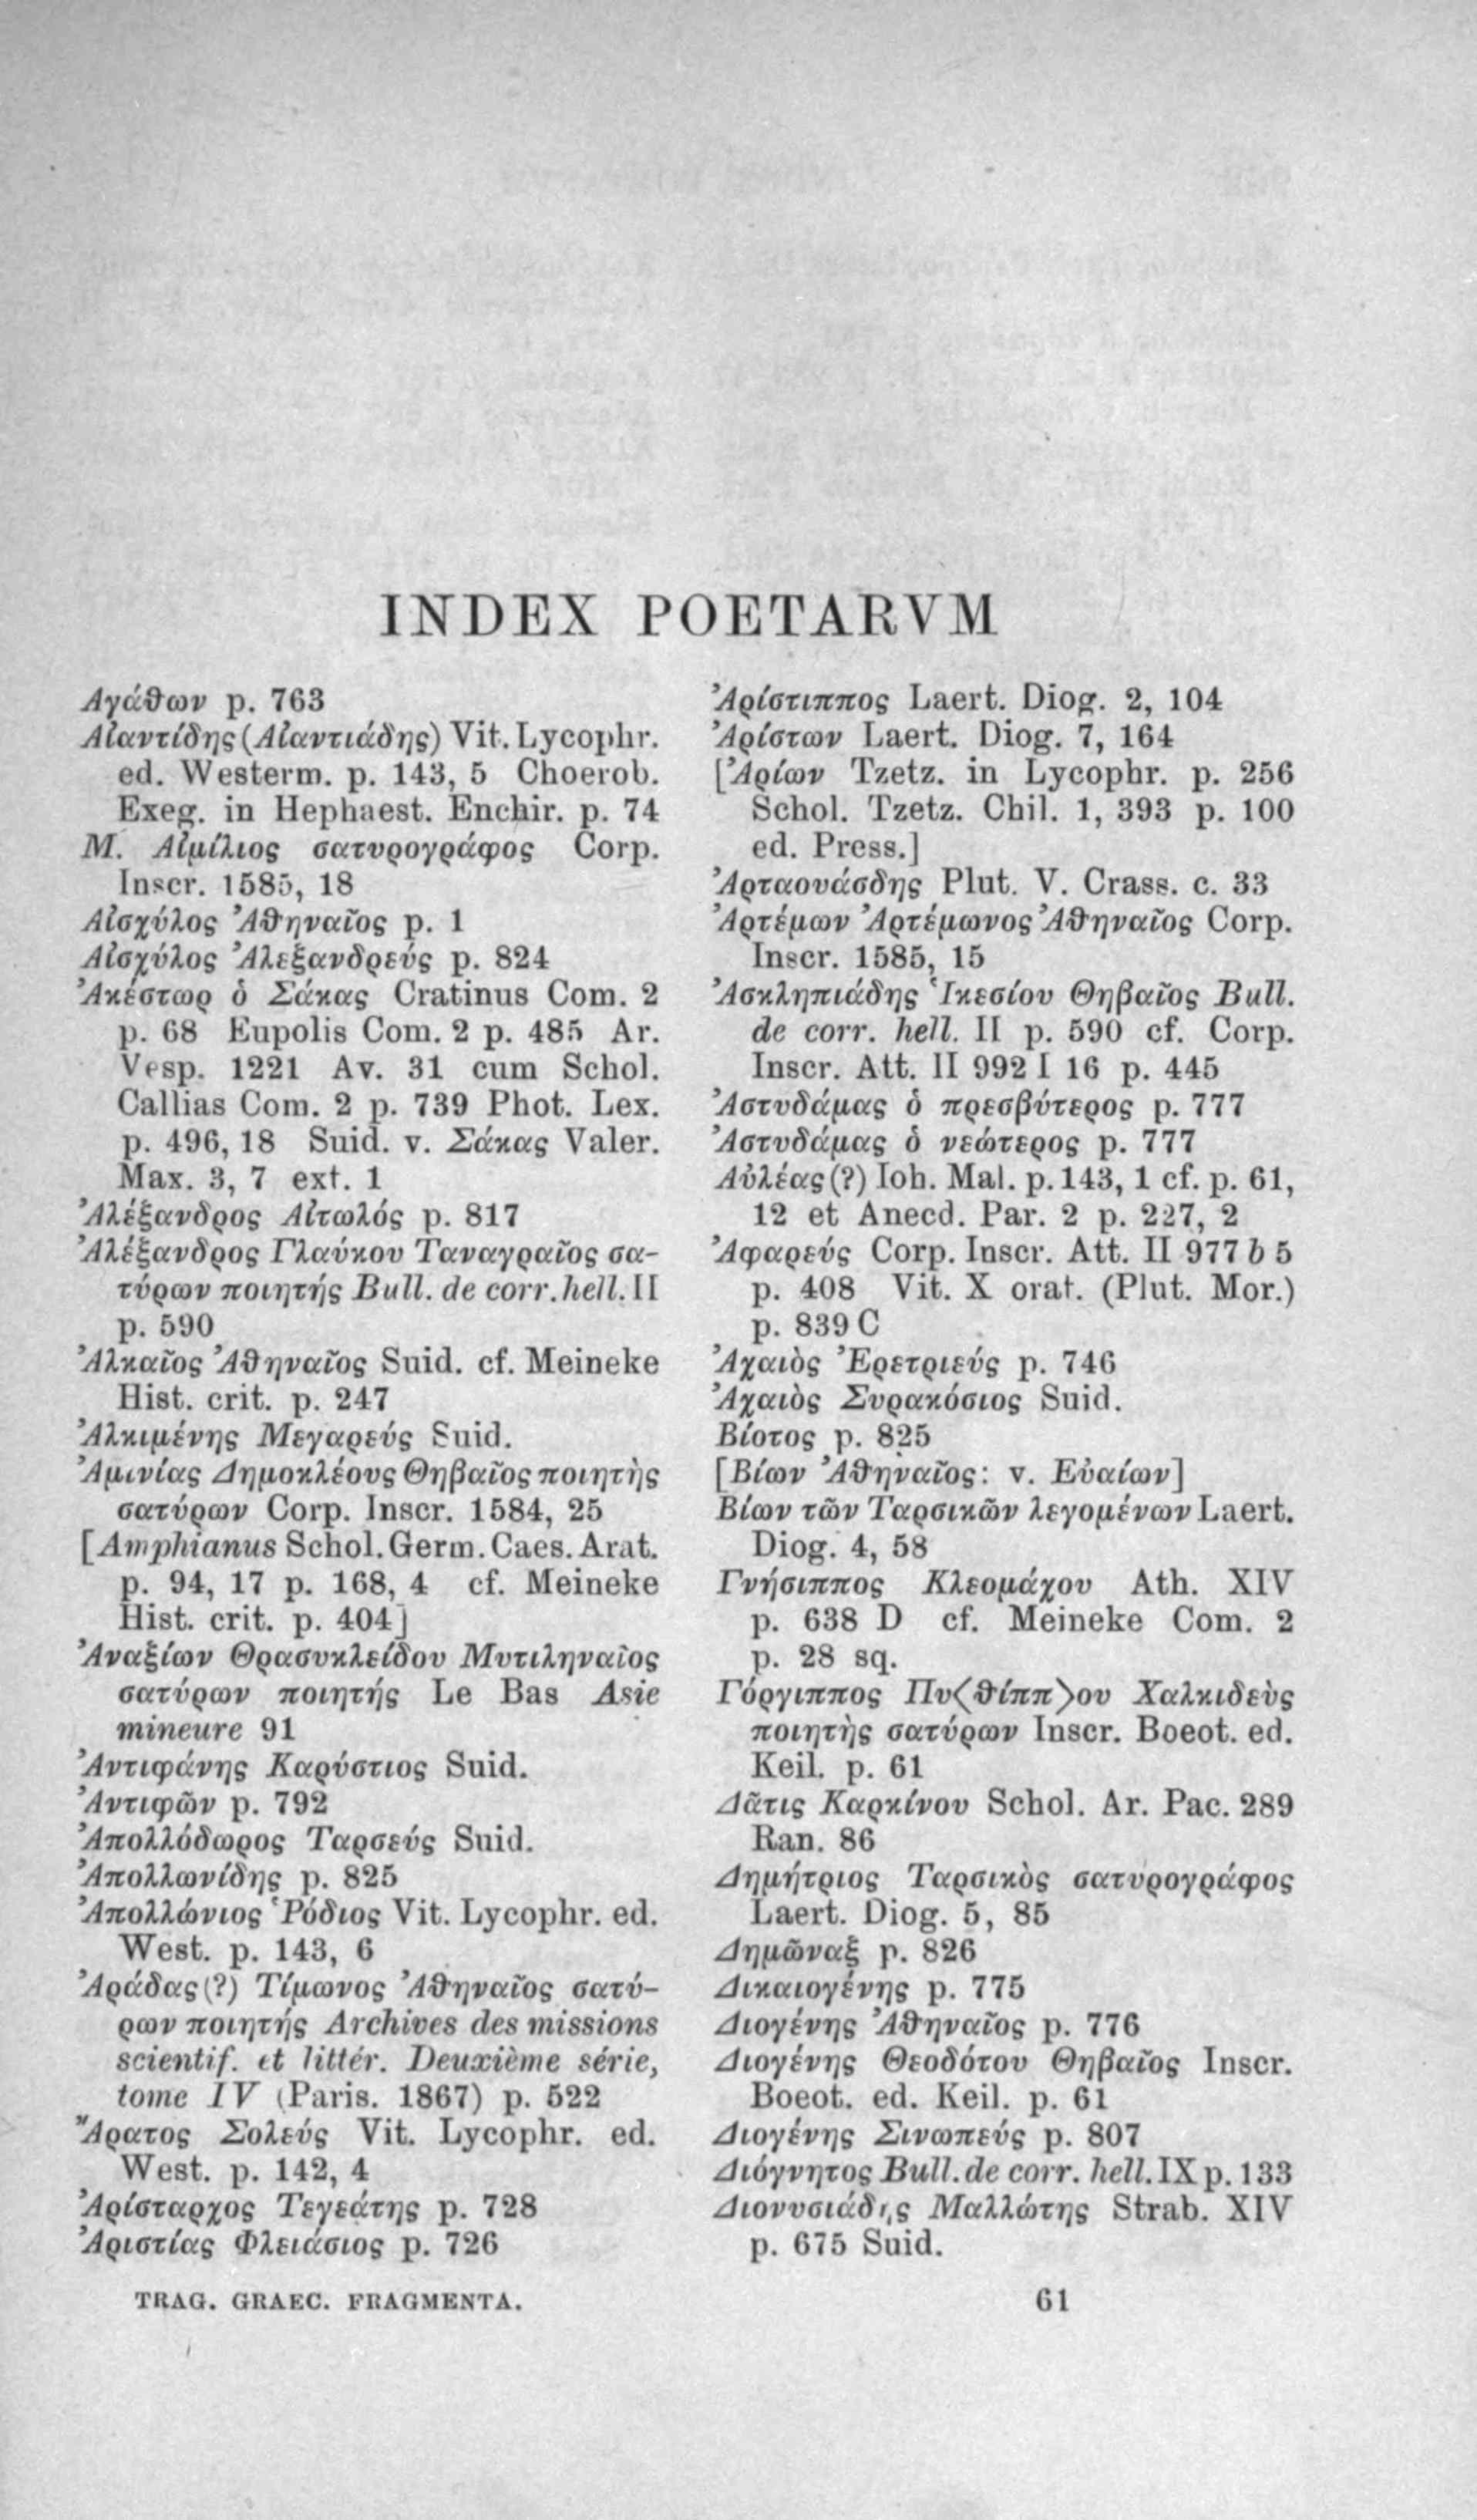 INDEX POETARVM
Ἀγάθων p. 763
Αἰαντίδης (Αἰαντιάδης) Vit. Lycophr.
ed. Westerm. p. 143, 5 Choerob.
Exeg. in Hephaest. Enchir. p. 74
M. Αἰμίλιος σατυρογράφος Corp.
Inscr. 1585, 18
Αἰσχύλος Ἀθηναῖος p. 1
Αἰσχύλος Ἀλεξανδρεύς p. 824
Ἀκέστωρ ὁ Σάκας Cratinus Com. 2
p. 68 Eupolis Com. 2 p. 485 Ar.
Vesp. 1221 Av. 31 cum Schol.
Callias Com. 2 p. 739 Phot. Lex.
p. 496, 18 Suid. v. Σάκας Valer.
Max. 3, 7 ext. 1
Ἀλέξανδρος Αἰτωλός p. 817
Ἀλέξανδρος Γλαύκου Ταναγραῖος σα-
τύρων ποιητής Bull. de corr. hell. II
p. 590
Ἀλκαῖος Ἀθηναῖος Suid. cf. Meineke
Hist. crit. p. 247
Ἀλκιμένης Μεγαρεύς Suid.
Ἀμινίας Δημοκλέους Θηβαῖος ποιητὴς
σατύρων Corp. Inscr. 1584, 25
[Amphianus Schol. Germ. Caes. Arat.
p. 94, 17 p. 168, 4 cf. Meineke
Hist. crit. p. 404]
Ἀναξίων Θρασυκλείδου Μυτιληναῖος
σατύρων ποιητής Le Bas Asie
mineure 91
Ἀντιφάνης Καρύστιος Suid.
Ἀντιφῶν p. 792
Ἀπολλόδωρος Ταρσεύς Suid.
Ἀπολλωνίδης p. 825
Ἀπολλώνιος Ῥόδιος Vit. Lycophr. ed.
West. p. 143, 6
Ἀράδας (?) Τίμωνος Ἀθηναῖος σατύ-
ρων ποιητής Archives des missions
scientif. et littér. Deuxième série,
tome IV (Paris. 1867) p. 522
Ἄρατος Σολεύς Vit. Lycophr. ed.
West. p. 142, 4
Ἀρίσταρχος Τεγεάτης p. 728
Ἀριστίας Φλειάσιος p. 726
Ἀρίστιππος Laert. Diog. 2, 104
Ἀρίστων Laert. Diog. 7, 164
[Ἀρίων Tzetz. in Lycophr. p. 256
Schol. Tzetz. Chil. 1, 393 p. 100
ed. Press.]
Ἀρταουάσδης Plut. V. Crass. c. 33
Ἀρτέμων Ἀρτέμωνος Ἀθηναῖος Corp.
Inscr. 1585, 15
Ἀσκληπιάδης Ἱκεσίου Θηβαῖος Bull.
de corr. hell. II p. 590 cf. Corp.
Inscr. Att. II 992 I 16 p. 445
Ἀστυδάμας ὁ πρεσβύτερος p. 777
Ἀστυδάμας ὁ νεώτερος p. 777
Αὐλέας (?) Ioh. Mal. p. 143, 1 cf. p. 61,
12 et Anecd. Par. 2 p. 227, 2
Ἀφαρεύς Corp. Inscr. Att. II 977 b 5
p. 408 Vit. X orat. (Plut. Mor.)
p. 839 C
Ἀχαιὸς Ἐρετριεύς p. 746
Ἀχαιὸς Συρακόσιος Suid.
Βίοτος p. 825
[Βίων Ἀθηναῖος: v. Εὐαίων]
Βίων τῶν Ταρσικῶν λεγομένων Laert.
Diog. 4, 58
Γνήσιππος Κλεομάχου Ath. XIV
p. 638 D cf. Meineke Com. 2
p. 28 sq.
Γόργιππος Πυ⟨θίππ⟩ου Χαλκιδεὺς
ποιητὴς σατύρων Inscr. Boeot. ed.
Keil. p. 61
Δᾶτις Καρκίνου Schol. Ar. Pac. 289
Ran. 86
Δημήτριος Ταρσικὸς σατυρογράφος
Laert. Diog. 5, 85
Δημῶναξ p. 826
Δικαιογένης p. 775
Διογένης Ἀθηναῖος p. 776
Διογένης Θεοδότου Θηβαῖος Inscr.
Boeot. ed. Keil. p. 61
Διογένης Σινωπεύς p. 807
Διόγνητος Bull. de corr. hell. IX p. 133
Διονυσιάδης Μαλλώτης Strab. XIV
p. 675 Suid.
TRAG. GRAEC. FRAGMENTA. 61